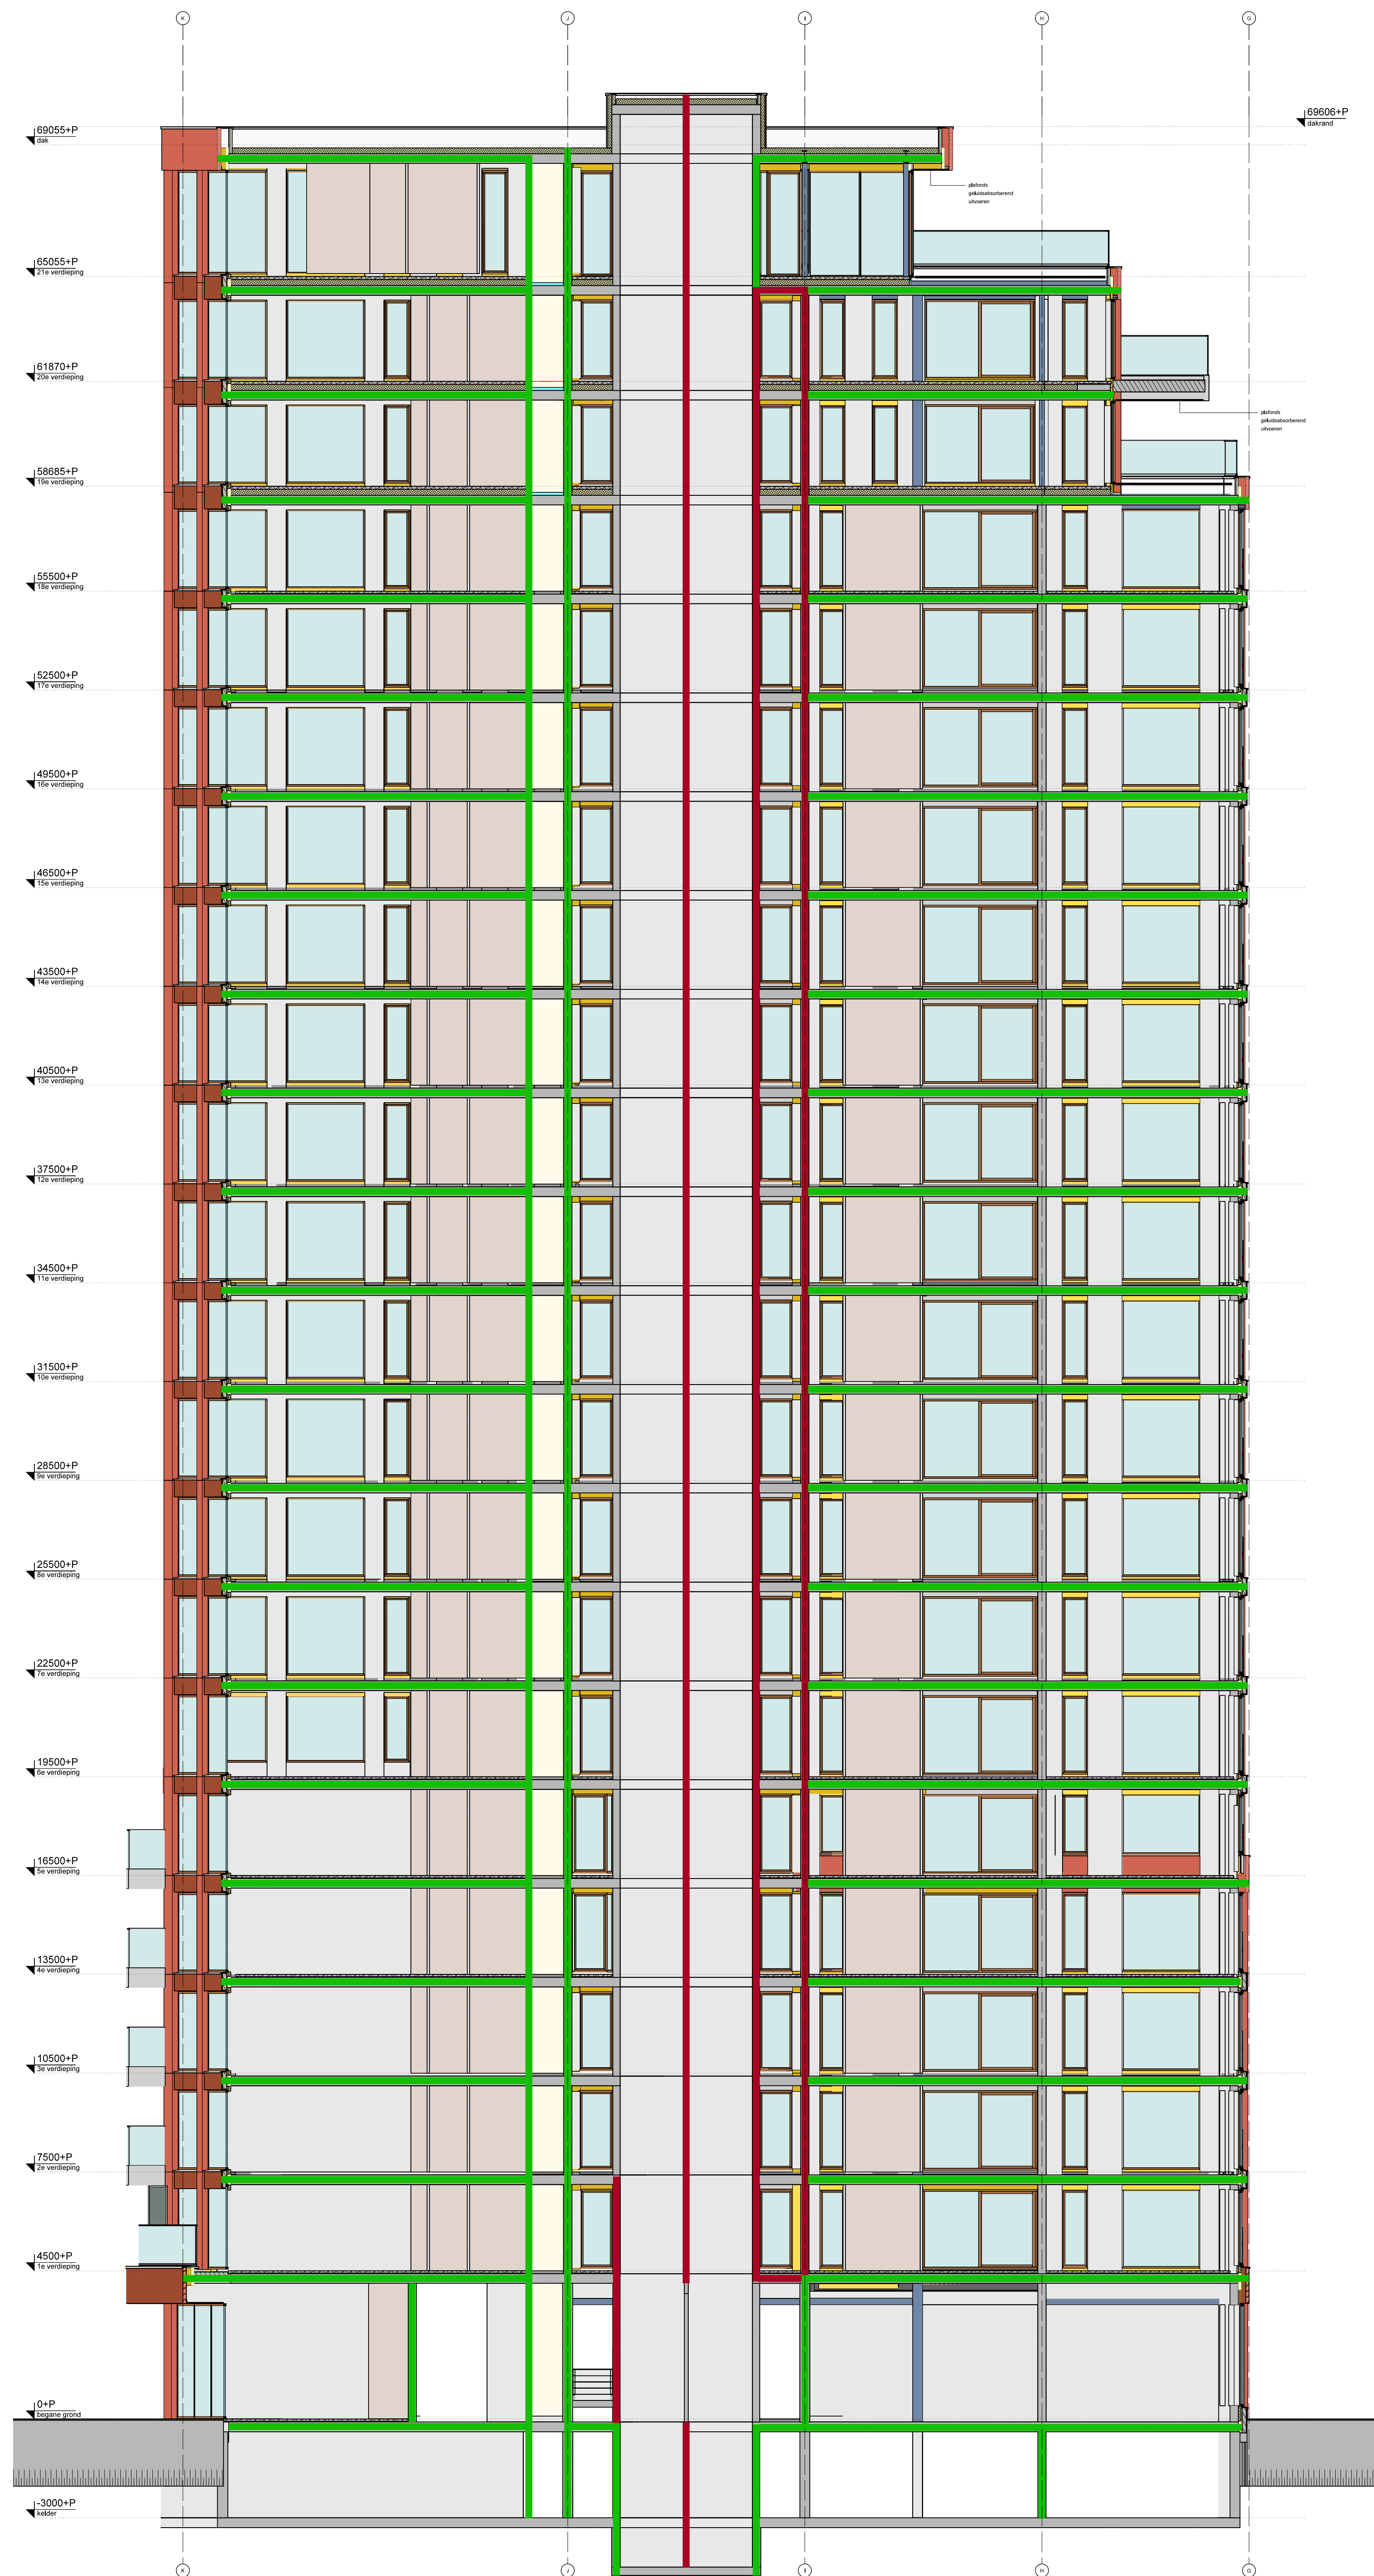 K
J
II
H
G
69055+P
dak
69606+P
dakrand
plafonds
geluidsabsorberend
uitvoeren
65055+P
21e verdieping
61870+P
20e verdieping
plafonds
geluidsabsorberend
uitvoeren
58685+P
19e verdieping
55500+P
18e verdieping
52500+P
17e verdieping
49500+P
16e verdieping
46500+P
15e verdieping
43500+P
14e verdieping
40500+P
13e verdieping
37500+P
12e verdieping
34500+P
11e verdieping
31500+P
10e verdieping
28500+P
9e verdieping
25500+P
8e verdieping
22500+P
7e verdieping
19500+P
6e verdieping
16500+P
5e verdieping
13500+P
4e verdieping
10500+P
3e verdieping
7500+P
2e verdieping
4500+P
1e verdieping
0+P
begane grond
-3000+P
kelder
K
J
II
H
G